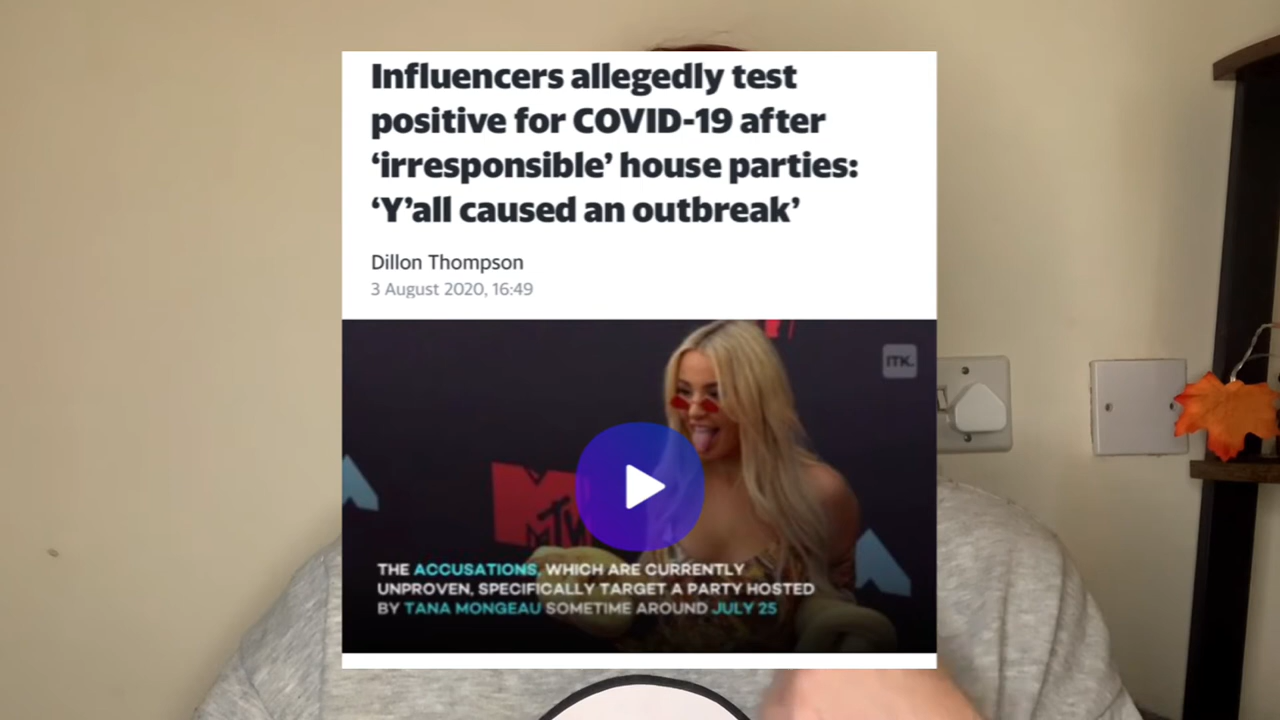 Influencers allegedly test
positive for COVID-19 after
‘irresponsible’ house parties:
‘Y’all caused an outbreak’
Dillon Thompson
3 August 2020, 16:49
ITK.
MTV
THE ACCUSATIONS, WHICH ARE CURRENTLY
UNPROVEN, SPECIFICALLY TARGET A PARTY HOSTED
BY TANA MONGEAU SOMETIME AROUND JULY 25